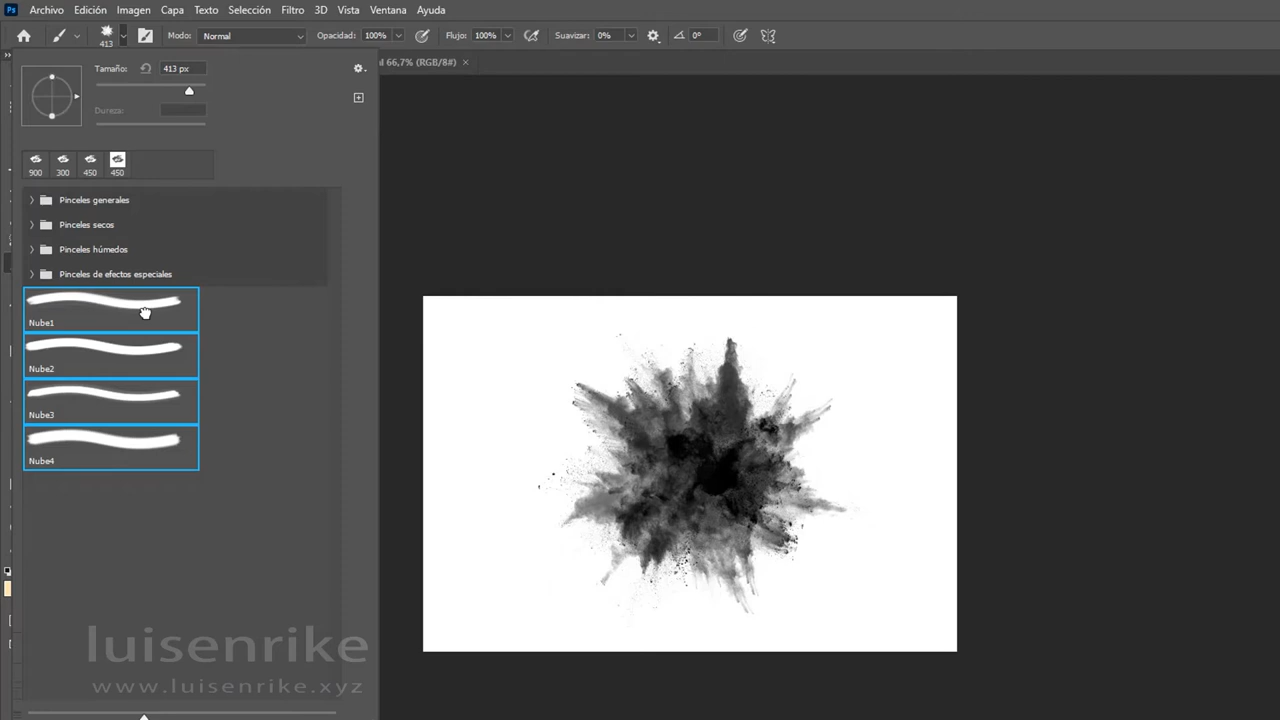 Ps Archivo Edición Imagen Capa Texto Selección Filtro 3D Vista Ventana Ayuda
413 Modo: Normal Opacidad: 100% Flujo: 100% Suavizar: 0% 0°
al 66,7% (RGB/8#)
Tamaño: 413 px
Dureza:
900 300 450 450
Pinceles generales
Pinceles secos
Pinceles húmedos
Pinceles de efectos especiales
Nube1
Nube2
Nube3
Nube4
luisenrike
www.luisenrike.xyz